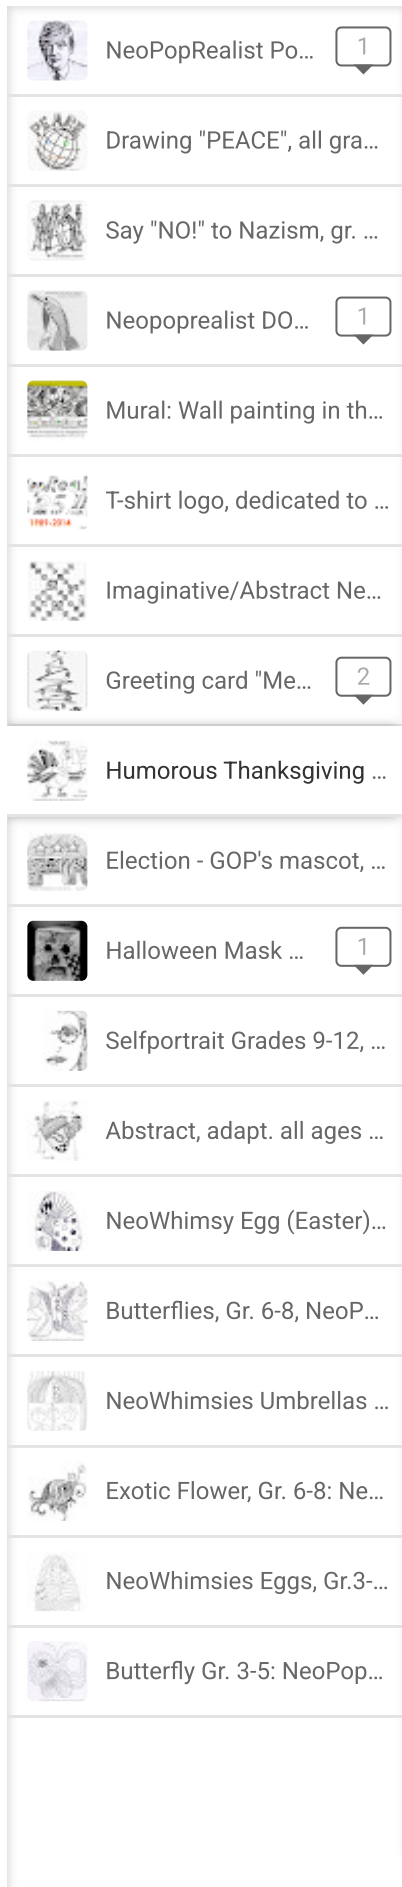 NeoPopRealist Po... 1
Drawing "PEACE", all gra...
Say "NO!" to Nazism, gr. ...
Neopoprealist DO... 1
Mural: Wall painting in th...
T-shirt logo, dedicated to ...
1989-2014
Imaginative/Abstract Ne...
Greeting card "Me... 2
Humorous Thanksgiving ...
Election - GOP's mascot, ...
Halloween Mask ... 1
Selfportrait Grades 9-12, ...
Abstract, adapt. all ages ...
NeoWhimsy Egg (Easter)...
Butterflies, Gr. 6-8, NeoP...
NeoWhimsies Umbrellas ...
Exotic Flower, Gr. 6-8: Ne...
NeoWhimsies Eggs, Gr.3-...
Butterfly Gr. 3-5: NeoPop...